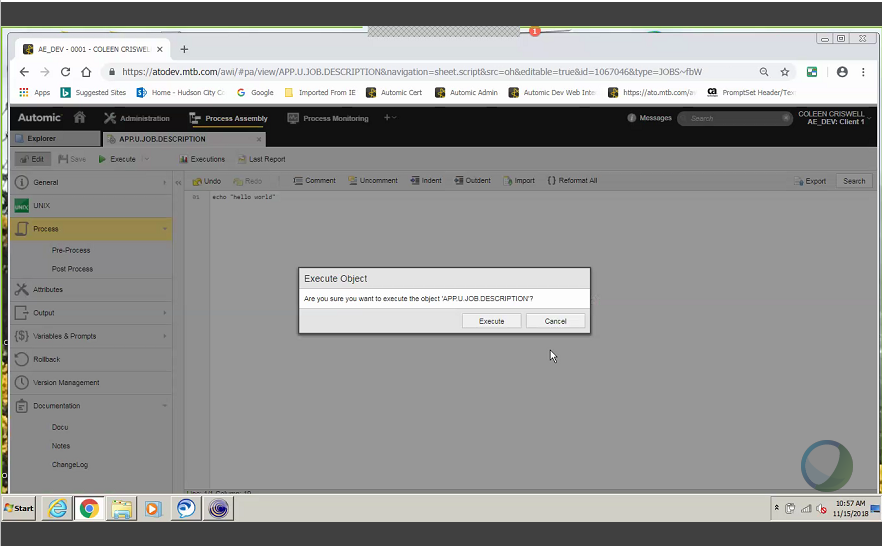 1
AE_DEV - 0001 - COLEEN CRISWEL
https://atodev.mtb.com/awi/#pa/view/APP.U.JOB.DESCRIPTION&navigation=sheet.script&src=oh&editable=true&id=1067046&type=JOBS~fbW
Apps Suggested Sites Home - Hudson City C Google Imported From IE Automic Cert Automic Admin Automic Dev Web Inter https://ato.mtb.com/a PromptSet Header/Tex
Automic Administration Process Assembly Process Monitoring Messages Search COLEEN CRISWELL
AE_DEV: Client 1
Explorer APP.U.JOB.DESCRIPTION
Edit Save Execute Executions Last Report
General Undo Redo Comment Uncomment Indent Outdent Import { } Reformat All Export Search
UNIX
01 echo "hello world"
Process
Pre-Process
Post Process
Attributes
Output
{$} Variables & Prompts
Rollback
Version Management
Documentation
Docu
Notes
ChangeLog
Execute Object
Are you sure you want to execute the object 'APP.U.JOB.DESCRIPTION'?
Execute Cancel
Start
10:57 AM
11/15/2018